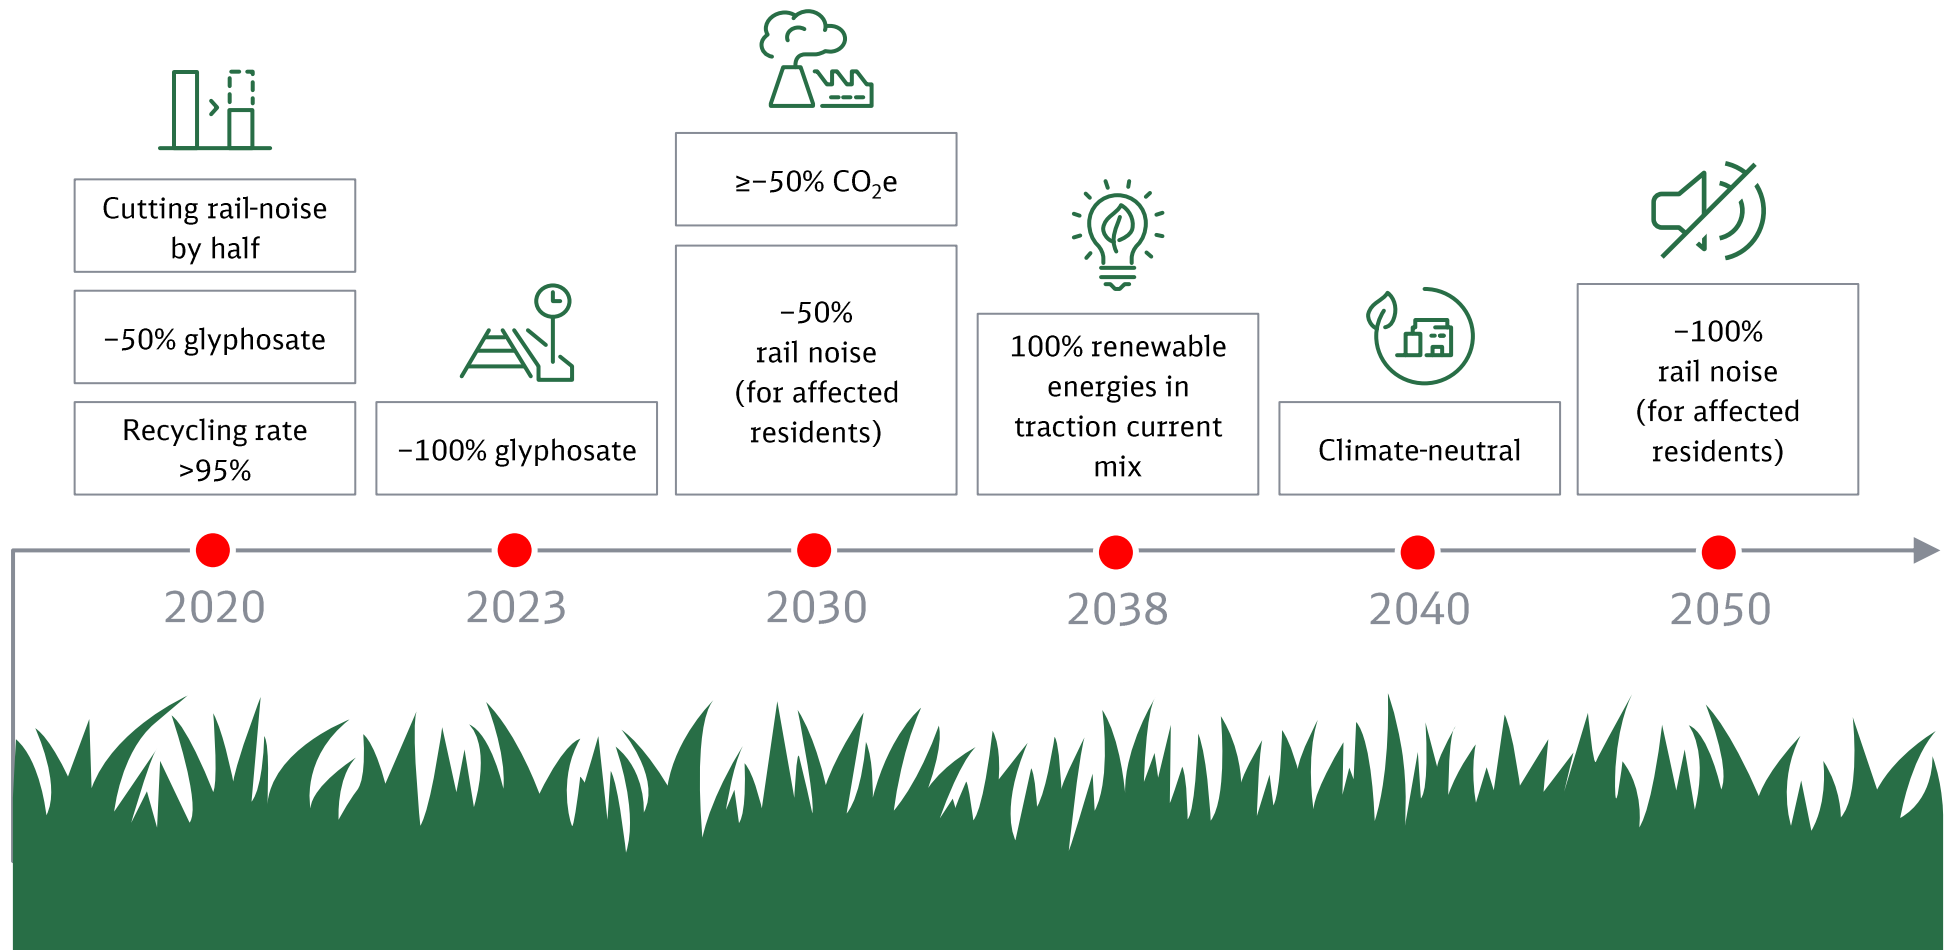 Cutting rail-noise
by half
−50% glyphosate
Recycling rate
>95%
−100% glyphosate
≥−50% CO₂e
−50%
rail noise
(for affected
residents)
100% renewable
energies in
traction current
mix
Climate-neutral
−100%
rail noise
(for affected
residents)
2020
2023
2030
2038
2040
2050